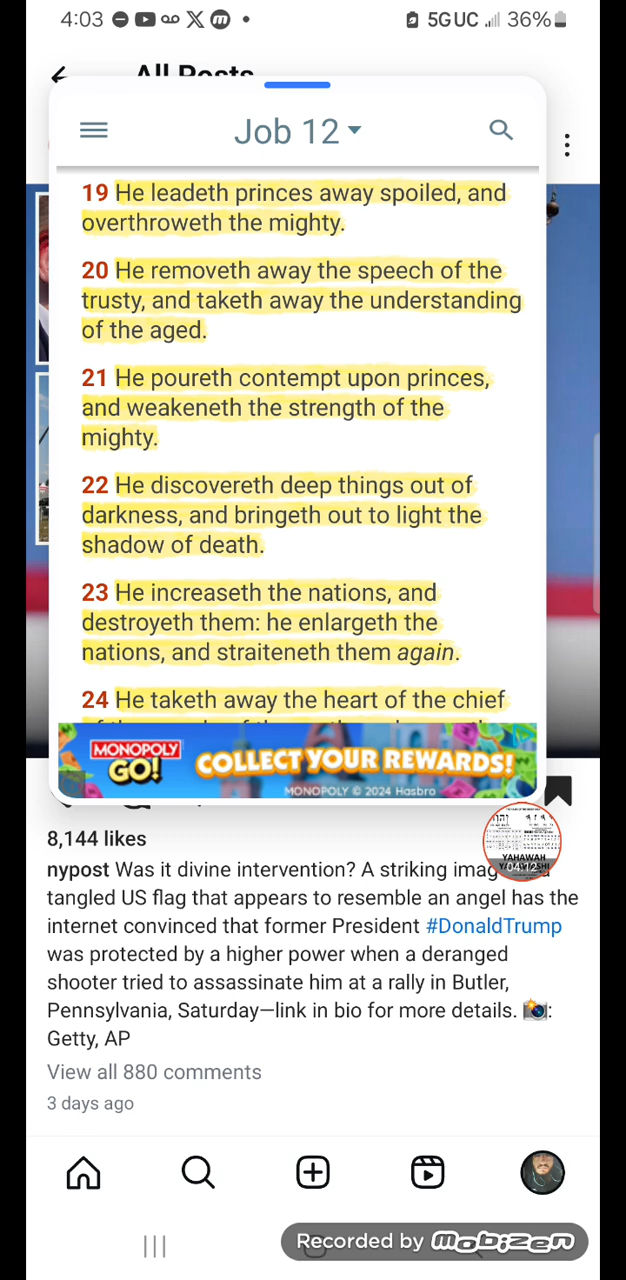 4:03
5G UC
36%
All Posts
Job 12
19 He leadeth princes away spoiled, and
overthroweth the mighty.
20 He removeth away the speech of the
trusty, and taketh away the understanding
of the aged.
21 He poureth contempt upon princes,
and weakeneth the strength of the
mighty.
22 He discovereth deep things out of
darkness, and bringeth out to light the
shadow of death.
23 He increaseth the nations, and
destroyeth them: he enlargeth the
nations, and straiteneth them again.
24 He taketh away the heart of the chief
MONOPOLY
GO!
COLLECT YOUR REWARDS!
MONOPOLY © 2024 Hasbro
8,144 likes
YAHAWAH
04:12
nypost Was it divine intervention? A striking
tangled US flag that appears to resemble an angel has the
internet convinced that former President #DonaldTrump
was protected by a higher power when a deranged
shooter tried to assassinate him at a rally in Butler,
Pennsylvania, Saturday—link in bio for more details. 📸:
Getty, AP
View all 880 comments
3 days ago
Recorded by mobizen